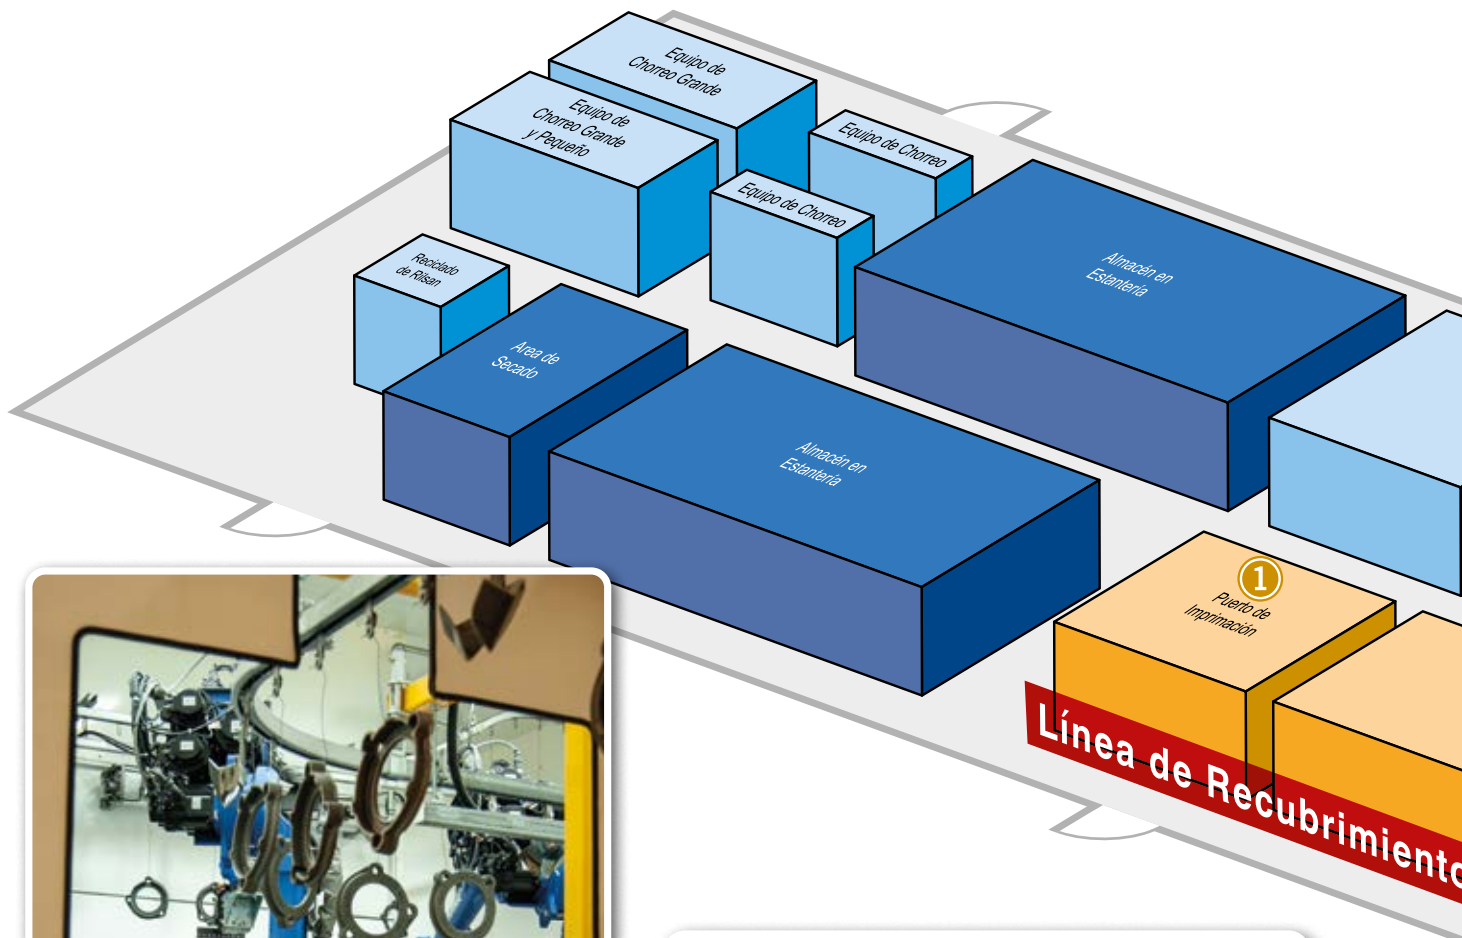 Equipo de
Chorreo Grande
Equipo de
Chorreo Grande
y Pequeño
Equipo de Chorreo
Equipo de Chorreo
Reciclado
de Rilsan
Almacén en
Estantería
Area de
Secado
Almacén en
Estantería
1
Puerto de
Imprimación
Línea de Recubrimiento